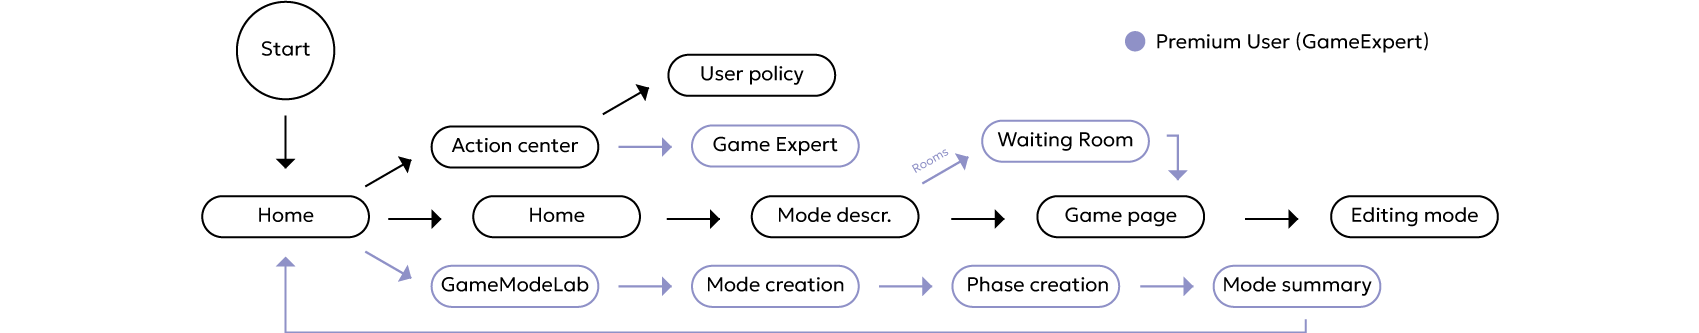 Start
Premium User (GameExpert)
User policy
Action center
Game Expert
Rooms
Waiting Room
Home
Home
Mode descr.
Game page
Editing mode
GameModeLab
Mode creation
Phase creation
Mode summary